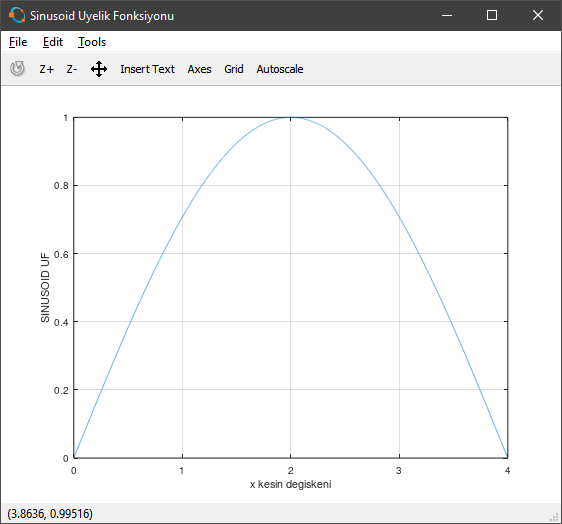 Sinusoid Uyelik Fonksiyonu
File Edit Tools
Z+ Z- Insert Text Axes Grid Autoscale
1
0.8
0.6
0.4
0.2
0
SINUSOID UF
0 1 2 3 4
x kesin degiskeni
(3.8636, 0.99516)